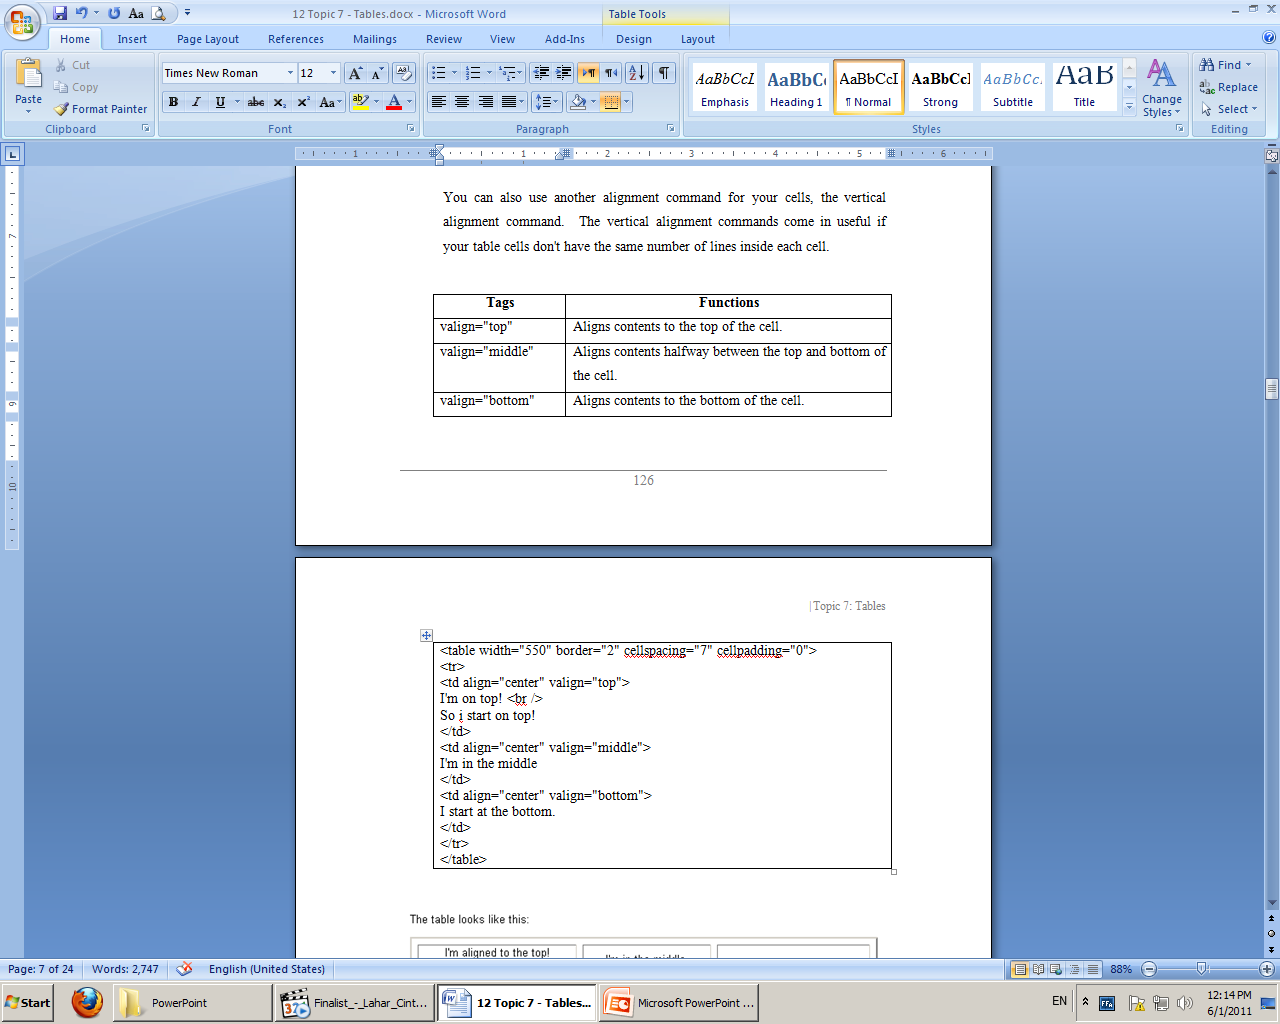 12 Topic 7 - Tables.docx - Microsoft Word
Table Tools
Home Insert Page Layout References Mailings Review View Add-Ins Design Layout
Paste
Cut
Copy
Format Painter
Clipboard
Times New Roman 12
Font
Paragraph
AaBbCcI Emphasis
AaBbCc Heading 1
AaBbCcI ¶ Normal
AaBbCcI Strong
AaBbCc. Subtitle
AaB Title
Change Styles
Styles
Find
Replace
Select
Editing
You can also use another alignment command for your cells, the vertical
alignment command. The vertical alignment commands come in useful if
your table cells don't have the same number of lines inside each cell.
Tags Functions
valign="top" Aligns contents to the top of the cell.
valign="middle" Aligns contents halfway between the top and bottom of
the cell.
valign="bottom" Aligns contents to the bottom of the cell.
126
|Topic 7: Tables
<table width="550" border="2" cellspacing="7" cellpadding="0">
<tr>
<td align="center" valign="top">
I'm on top! <br />
So i start on top!
</td>
<td align="center" valign="middle">
I'm in the middle
</td>
<td align="center" valign="bottom">
I start at the bottom.
</td>
</tr>
</table>
The table looks like this:
I'm aligned to the top!
I'm in the middle
Page: 7 of 24 Words: 2,747 English (United States) 88%
Start PowerPoint Finalist_-_Lahar_Cint... 12 Topic 7 - Tables... Microsoft PowerPoint ... EN 12:14 PM
6/1/2011